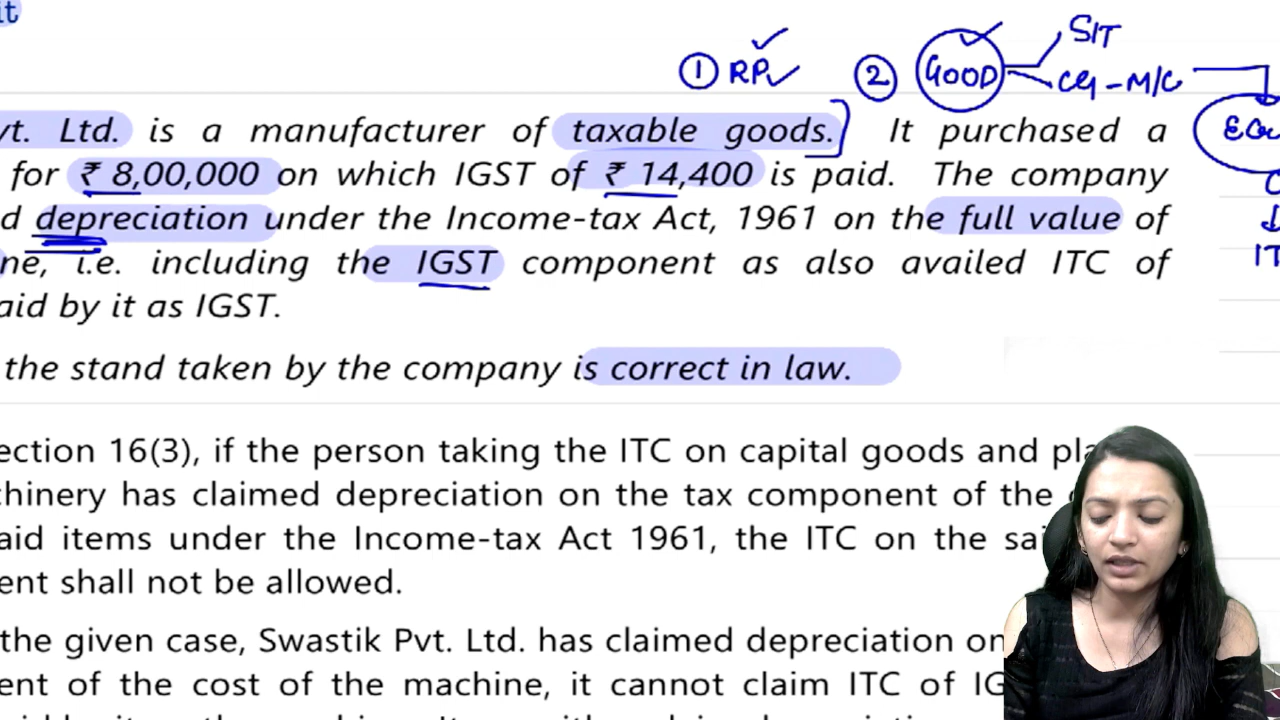 it
① RP ② GOOD S/T
CG - M/C
vt. Ltd. is a manufacturer of taxable goods. It purchased a
for ₹ 8,00,000 on which IGST of ₹ 14,400 is paid. The company
d depreciation under the Income-tax Act, 1961 on the full value of
ne, i.e. including the IGST component as also availed ITC of
aid by it as IGST.
the stand taken by the company is correct in law.
ection 16(3), if the person taking the ITC on capital goods and pla
chinery has claimed depreciation on the tax component of the
aid items under the Income-tax Act 1961, the ITC on the sai
ent shall not be allowed.
the given case, Swastik Pvt. Ltd. has claimed depreciation on
ent of the cost of the machine, it cannot claim ITC of IG